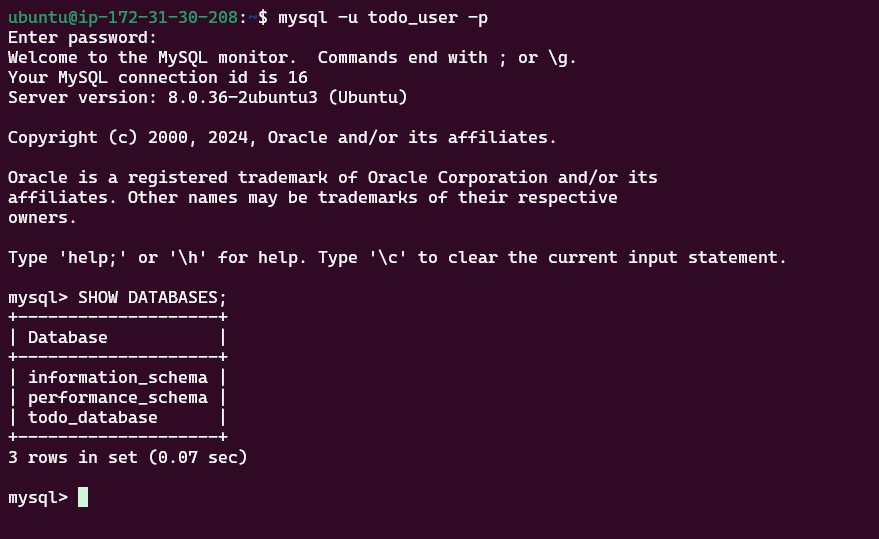 ubuntu@ip-172-31-30-208:~$ mysql -u todo_user -p
Enter password:
Welcome to the MySQL monitor.  Commands end with ; or \g.
Your MySQL connection id is 16
Server version: 8.0.36-2ubuntu3 (Ubuntu)

Copyright (c) 2000, 2024, Oracle and/or its affiliates.

Oracle is a registered trademark of Oracle Corporation and/or its
affiliates. Other names may be trademarks of their respective
owners.

Type 'help;' or '\h' for help. Type '\c' to clear the current input statement.

mysql> SHOW DATABASES;
+--------------------+
| Database           |
+--------------------+
| information_schema |
| performance_schema |
| todo_database      |
+--------------------+
3 rows in set (0.07 sec)

mysql>